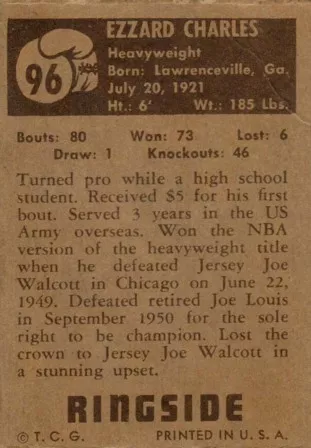 EZZARD CHARLES
96
Heavyweight
Born: Lawrenceville, Ga.
July 20, 1921
Ht.: 6' Wt.: 185 Lbs.
Bouts: 80 Won: 73 Lost: 6
Draw: 1 Knockouts: 46
Turned pro while a high school
student. Received $5 for his first
bout. Served 3 years in the US
Army overseas. Won the NBA
version of the heavyweight title
when he defeated Jersey Joe
Walcott in Chicago on June 22,
1949. Defeated retired Joe Louis
in September 1950 for the sole
right to be champion. Lost the
crown to Jersey Joe Walcott in
a stunning upset.
RINGSIDE
© T. C. G. PRINTED IN U. S. A.